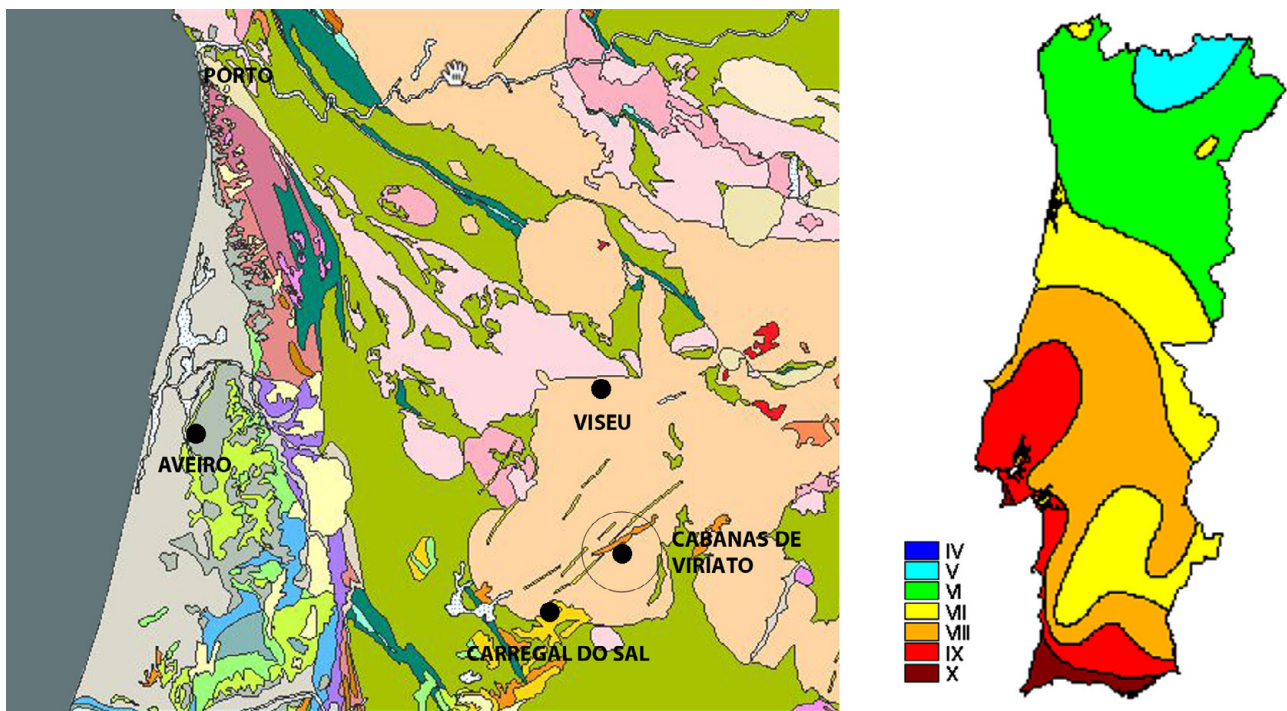 PORTO
VISEU
AVEIRO
CABANAS DE
VIRIATO
CARREGAL DO SAL
IV
V
VI
VII
VIII
IX
X